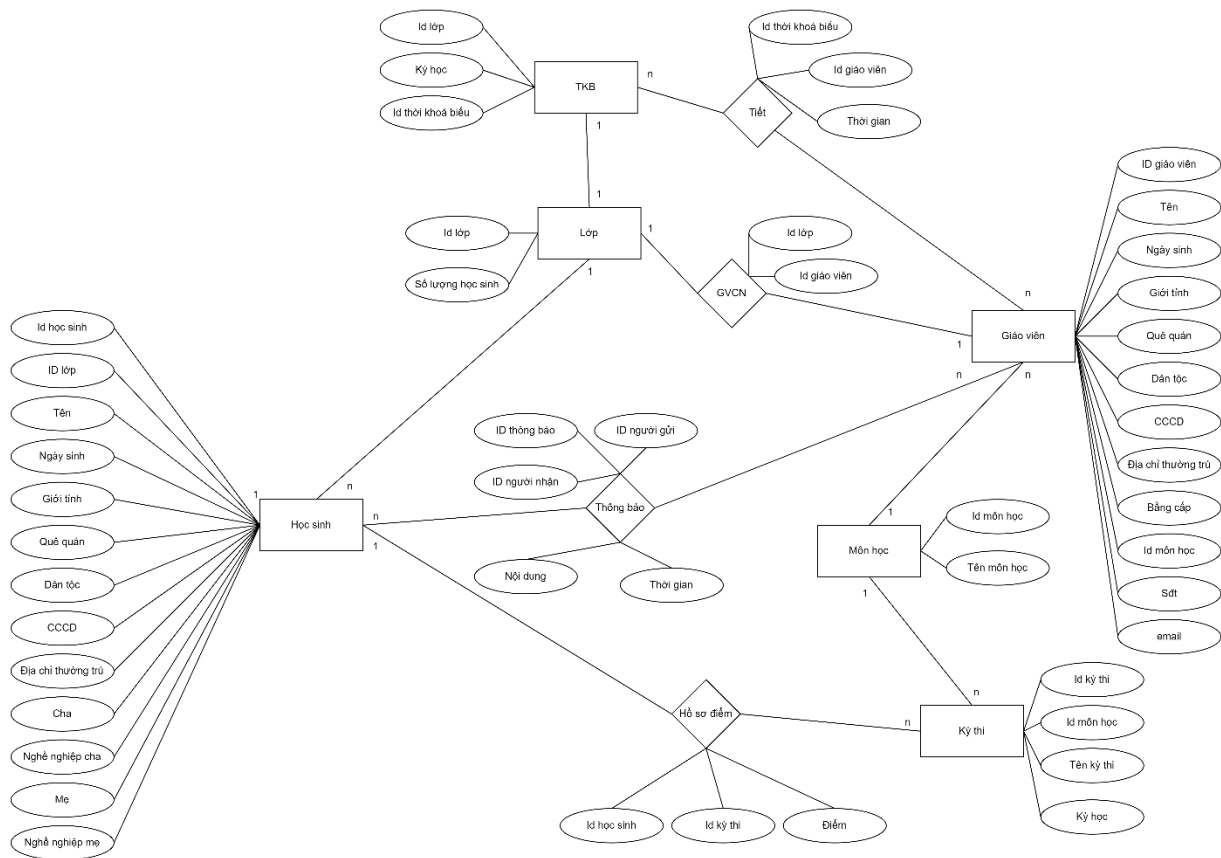 Id lớp
Id thời khoá biểu
Kỳ học
Id giáo viên
TKB
n
Id thời khoá biểu
Tiết
Thời gian
1
ID giáo viên
1
Tên
Id lớp
Lớp
1
Id lớp
Ngày sinh
Số lượng học sinh
1
Id giáo viên
GVCN
n
Giới tính
Id học sinh
Giáo viên
Quê quán
1
ID lớp
n
n
Dân tộc
Tên
CCCD
ID thông báo
ID người gửi
Ngày sinh
Địa chỉ thường trú
ID người nhận
1
n
Giới tính
n
Thông báo
1
Bằng cấp
Học sinh
Id môn học
Quê quán
1
Môn học
Id môn học
Nội dung
Thời gian
Tên môn học
Dân tộc
1
Sđt
CCCD
email
Địa chỉ thường trú
Id kỳ thi
n
Cha
Hồ sơ điểm
n
Kỳ thi
Id môn học
Nghề nghiệp cha
Tên kỳ thi
Mẹ
Kỳ học
Id học sinh
Id kỳ thi
Điểm
Nghề nghiệp mẹ